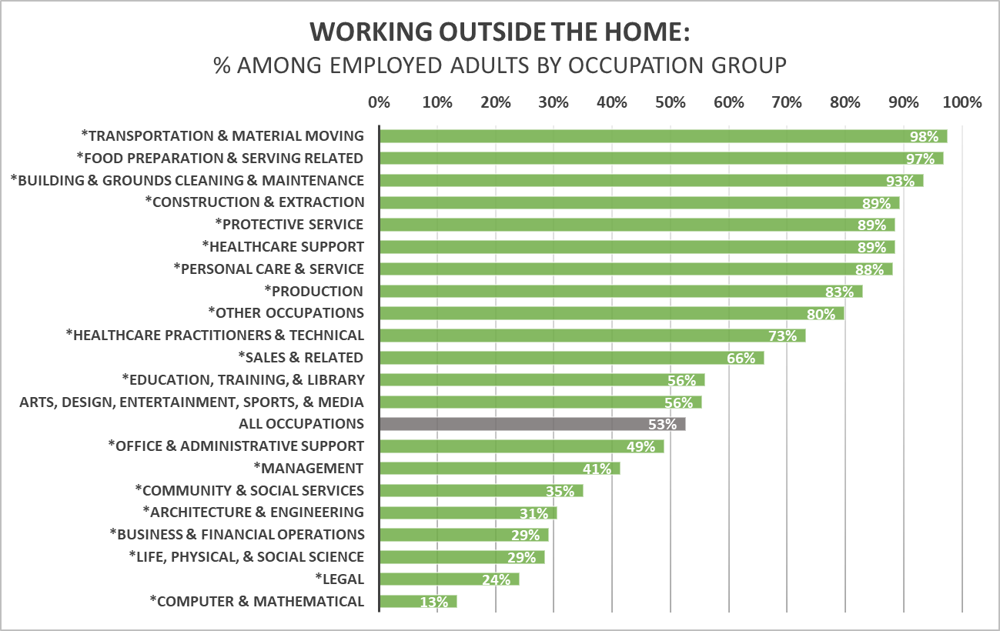 WORKING OUTSIDE THE HOME:
% AMONG EMPLOYED ADULTS BY OCCUPATION GROUP
0% 10% 20% 30% 40% 50% 60% 70% 80% 90% 100%
*TRANSPORTATION & MATERIAL MOVING 98%
*FOOD PREPARATION & SERVING RELATED 97%
*BUILDING & GROUNDS CLEANING & MAINTENANCE 93%
*CONSTRUCTION & EXTRACTION 89%
*PROTECTIVE SERVICE 89%
*HEALTHCARE SUPPORT 89%
*PERSONAL CARE & SERVICE 88%
*PRODUCTION 83%
*OTHER OCCUPATIONS 80%
*HEALTHCARE PRACTITIONERS & TECHNICAL 73%
*SALES & RELATED 66%
*EDUCATION, TRAINING, & LIBRARY 56%
ARTS, DESIGN, ENTERTAINMENT, SPORTS, & MEDIA 56%
ALL OCCUPATIONS 53%
*OFFICE & ADMINISTRATIVE SUPPORT 49%
*MANAGEMENT 41%
*COMMUNITY & SOCIAL SERVICES 35%
*ARCHITECTURE & ENGINEERING 31%
*BUSINESS & FINANCIAL OPERATIONS 29%
*LIFE, PHYSICAL, & SOCIAL SCIENCE 29%
*LEGAL 24%
*COMPUTER & MATHEMATICAL 13%